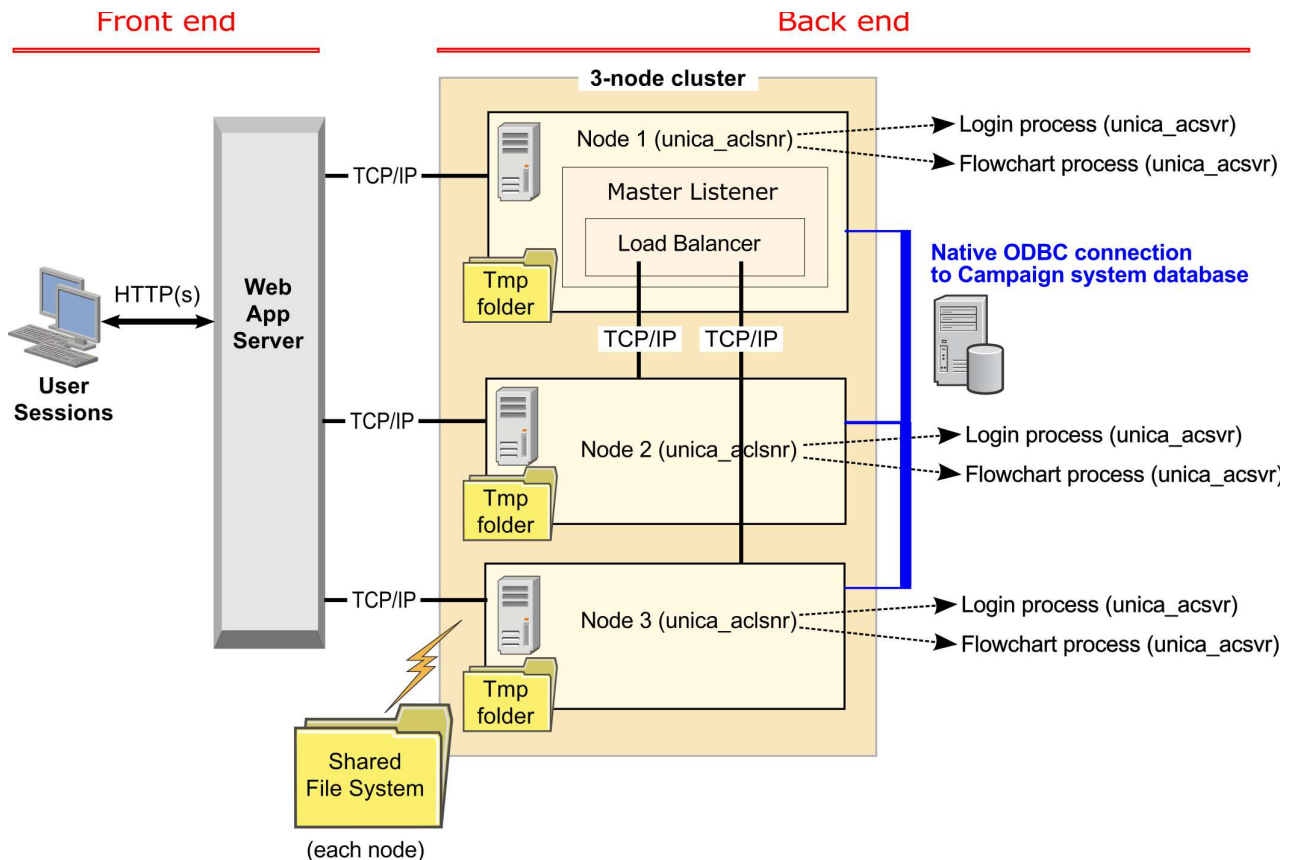 Front end
Back end
3-node cluster
Node 1 (unica_aclsnr)
Login process (unica_acsvr)
Flowchart process (unica_acsvr)
TCP/IP
Master Listener
Load Balancer
Tmp
folder
Native ODBC connection
to Campaign system database
HTTP(s)
Web
App
Server
User
Sessions
TCP/IP
TCP/IP
TCP/IP
Node 2 (unica_aclsnr)
Login process (unica_acsvr)
Flowchart process (unica_acsvr)
Tmp
folder
TCP/IP
Node 3 (unica_aclsnr)
Login process (unica_acsvr)
Flowchart process (unica_acsvr)
Tmp
folder
Shared
File System
(each node)